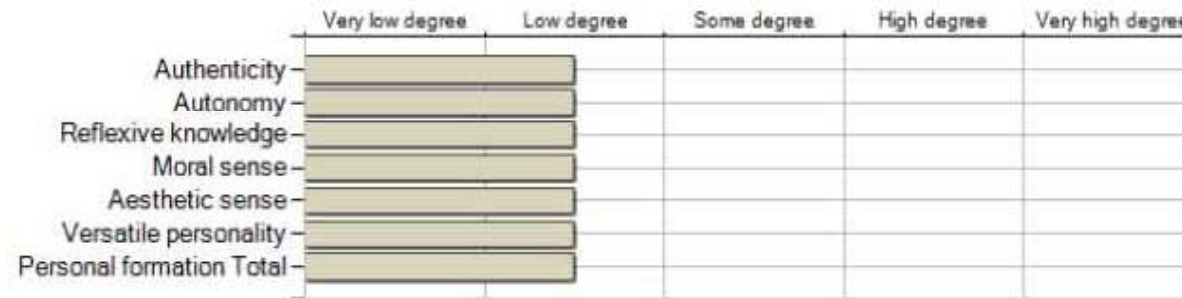 Very low degree Low degree Some degree High degree Very high degree
Authenticity
Autonomy
Reflexive knowledge
Moral sense
Aesthetic sense
Versatile personality
Personal formation Total